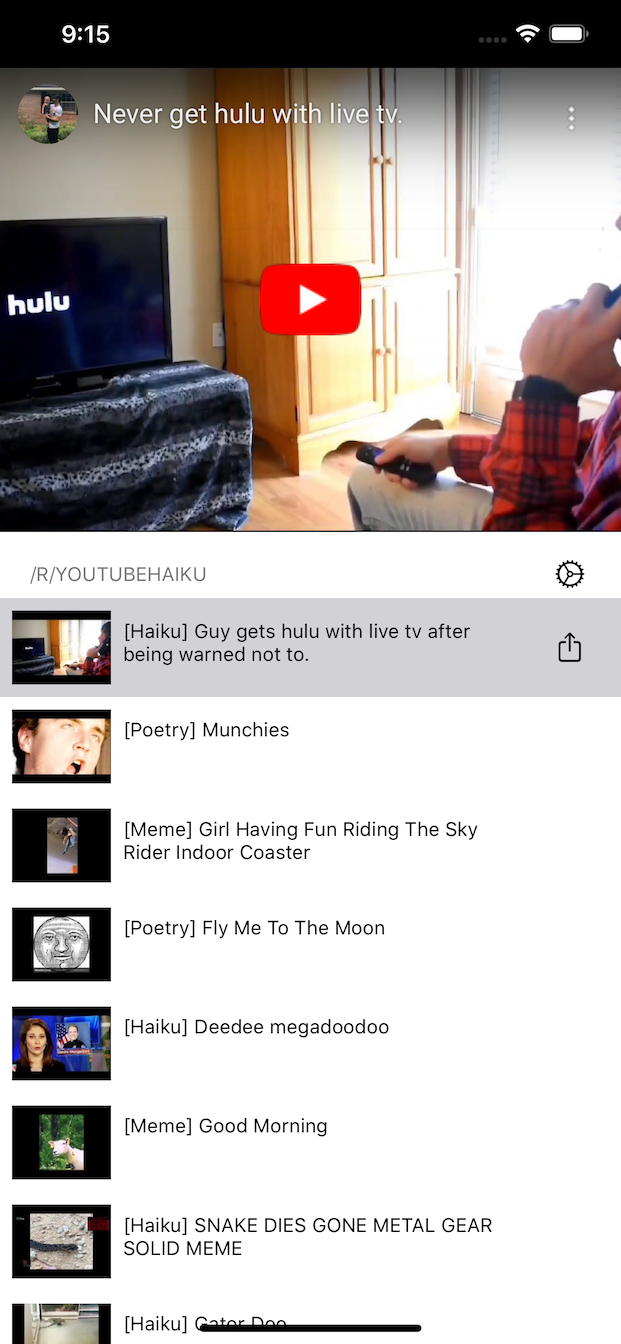 9:15
Never get hulu with live tv.
hulu
/R/YOUTUBEHAIKU
[Haiku] Guy gets hulu with live tv after
being warned not to.
[Poetry] Munchies
[Meme] Girl Having Fun Riding The Sky
Rider Indoor Coaster
[Poetry] Fly Me To The Moon
[Haiku] Deedee megadoodoo
[Meme] Good Morning
[Haiku] SNAKE DIES GONE METAL GEAR
SOLID MEME
[Haiku] Gator Doo